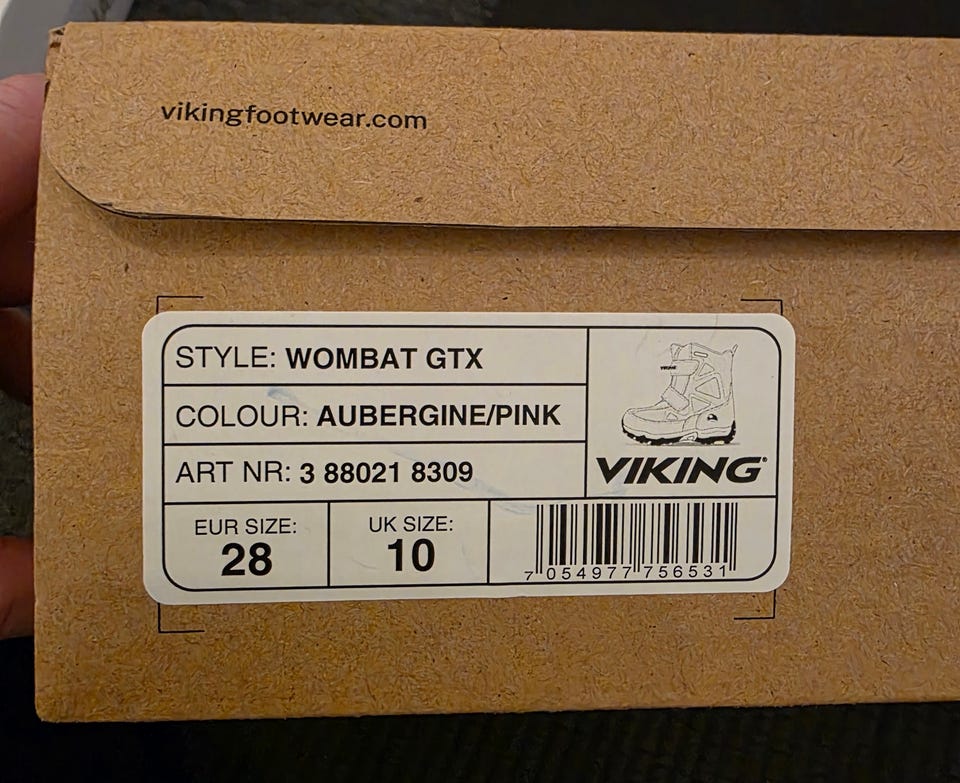 vikingfootwear.com
STYLE: WOMBAT GTX
COLOUR: AUBERGINE/PINK
ART NR: 3 88021 8309
VIKING
VIKING
EUR SIZE:
28
UK SIZE:
10
7 054977 756531